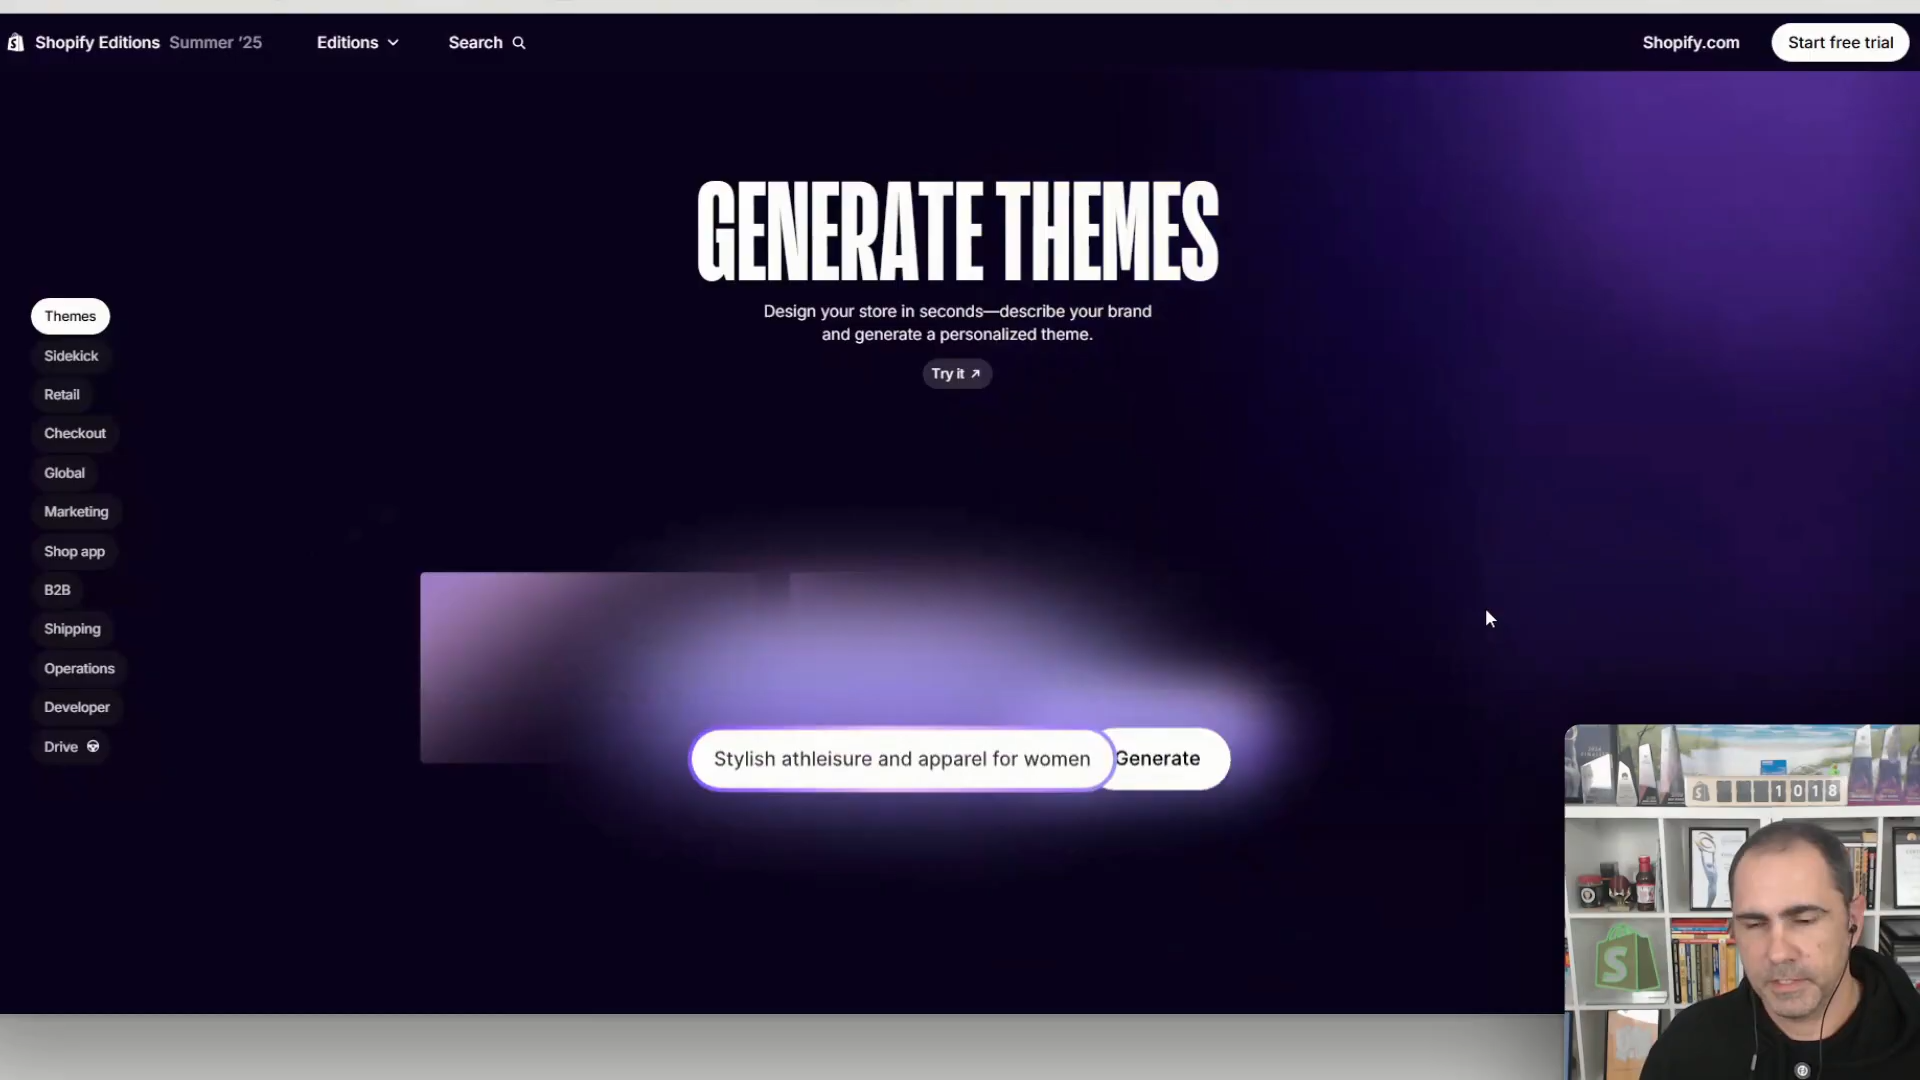 Shopify Editions Summer '25
Editions
Search
Shopify.com
Start free trial
GENERATE THEMES
Design your store in seconds—describe your brand
and generate a personalized theme.
Try it
Themes
Sidekick
Retail
Checkout
Global
Marketing
Shop app
B2B
Shipping
Operations
Developer
Drive
Stylish athleisure and apparel for women
Generate
1018
S